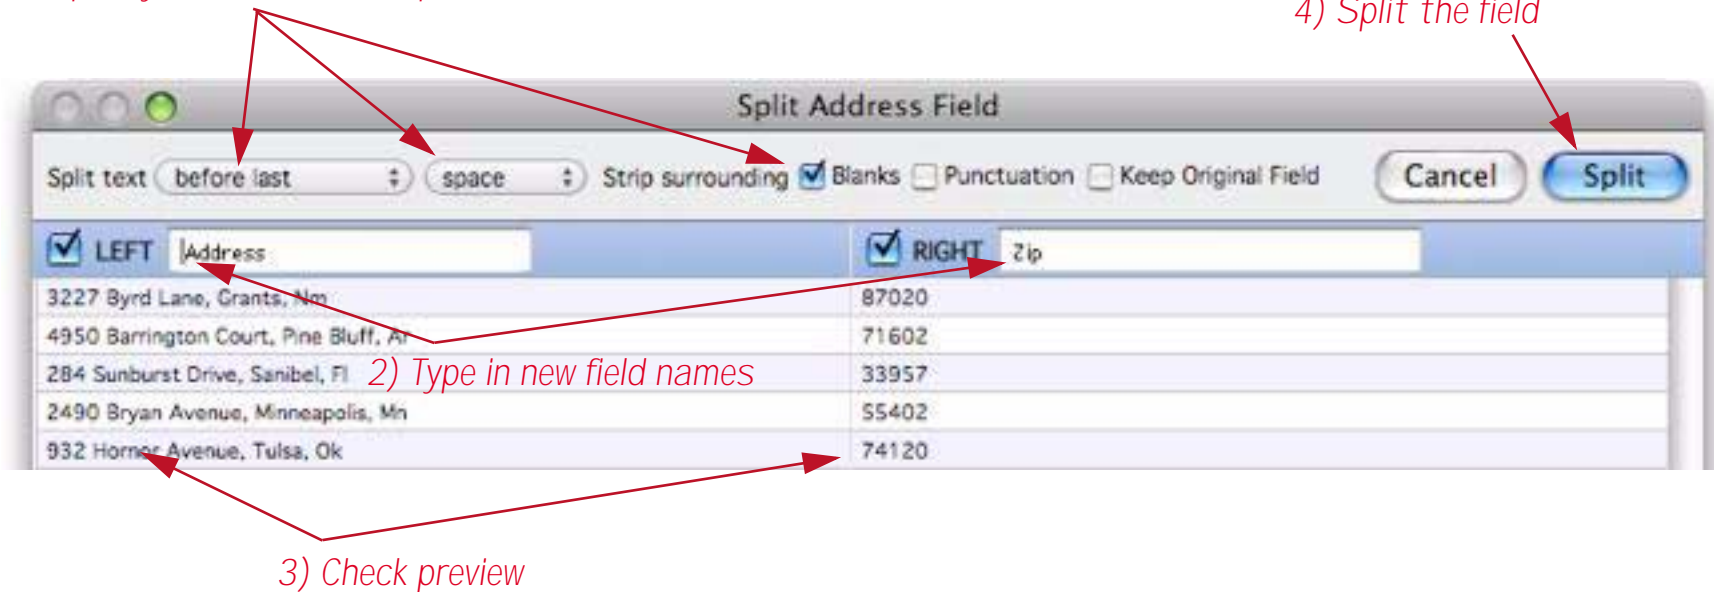 4) Split the field
Split Address Field
Split text before last space Strip surrounding Blanks Punctuation Keep Original Field Cancel Split
LEFT Address RIGHT Zip
3227 Byrd Lane, Grants, Nm 87020
4950 Barrington Court, Pine Bluff, Ar 71602
284 Sunburst Drive, Sanibel, Fl 33957
2) Type in new field names
2490 Bryan Avenue, Minneapolis, Mn 55402
932 Hornor Avenue, Tulsa, Ok 74120
3) Check preview